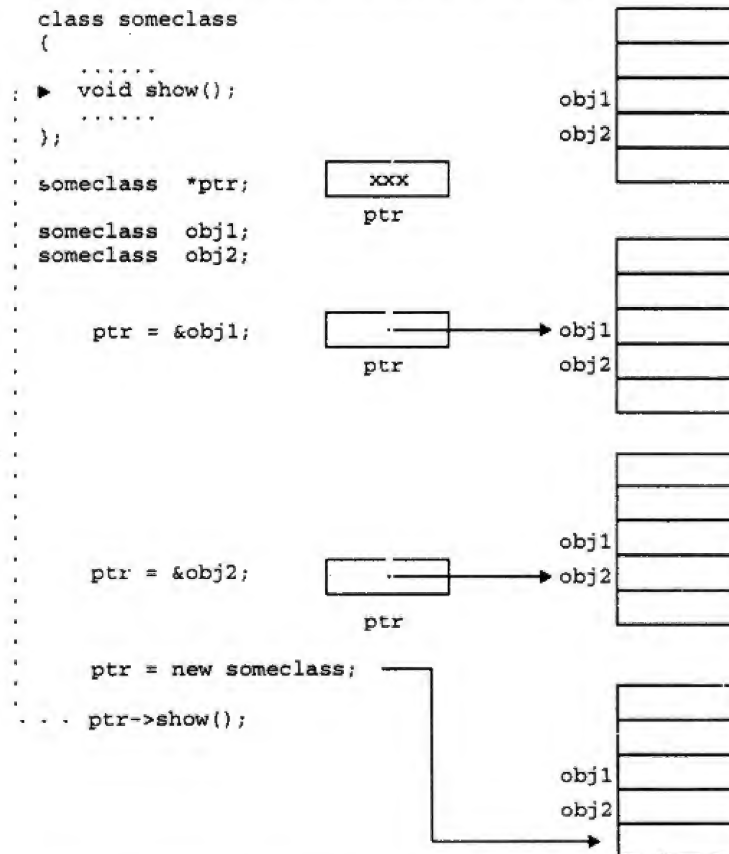 class someclass
{
......
void show();
......
};
someclass *ptr;
someclass obj1;
someclass obj2;
xxx
ptr
obj1
obj2
ptr = &obj1;
ptr
obj1
obj2
ptr = &obj2;
ptr
obj1
obj2
ptr = new someclass;
ptr->show();
obj1
obj2